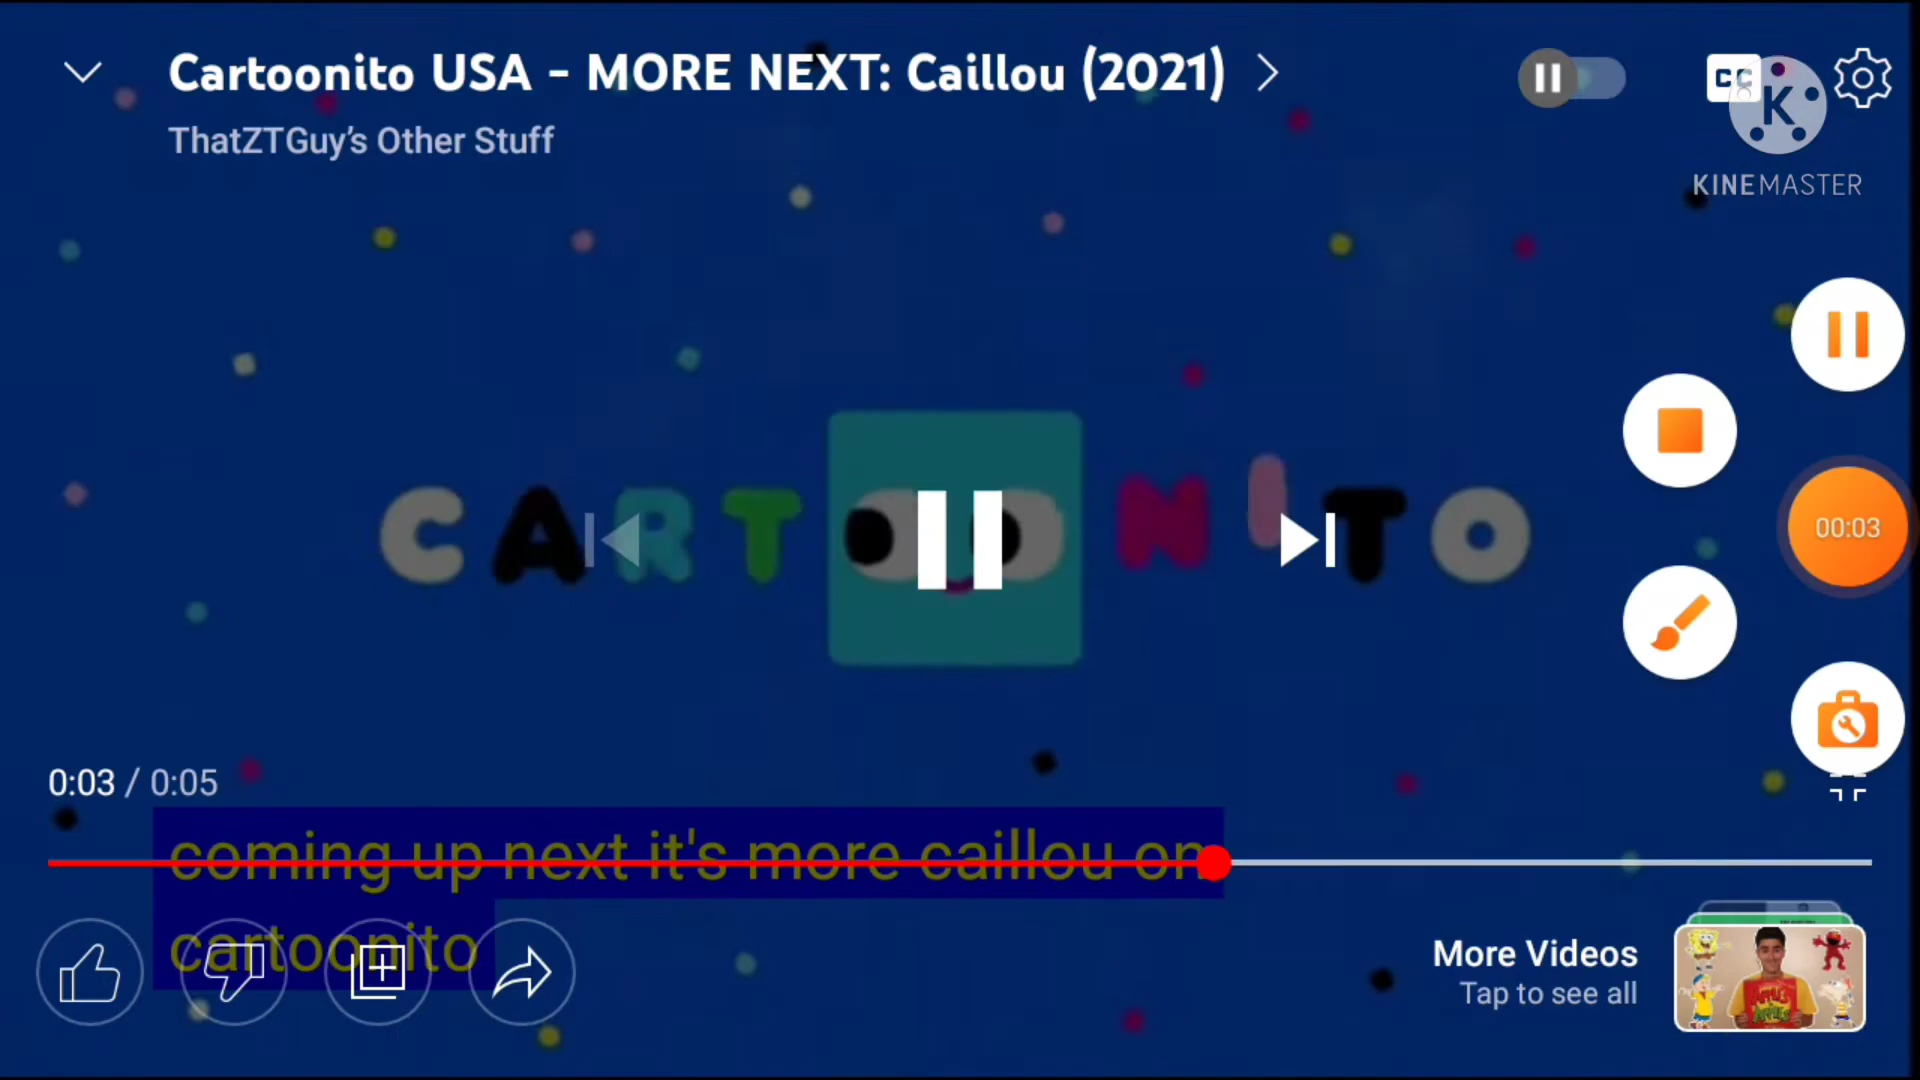 Cartoonito USA - MORE NEXT: Caillou (2021)
ThatZTGuy's Other Stuff
CC
K
KINEMASTER
CARTOONITO
00:03
0:03 / 0:05
coming up next it's more caillou on
cartoonito
More Videos
Tap to see all